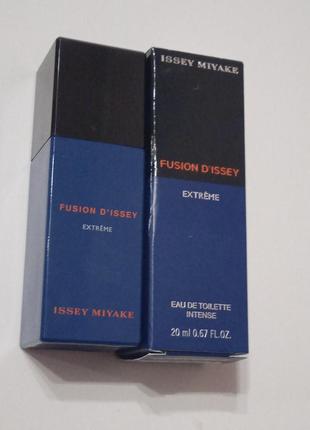 FUSION D'ISSEY
EXTRÊME
ISSEY MIYAKE
ISSEY MIYAKE
FUSION D'ISSEY
EXTRÊME
EAU DE TOILETTE
INTENSE
20 ml 0.67 FL.OZ.